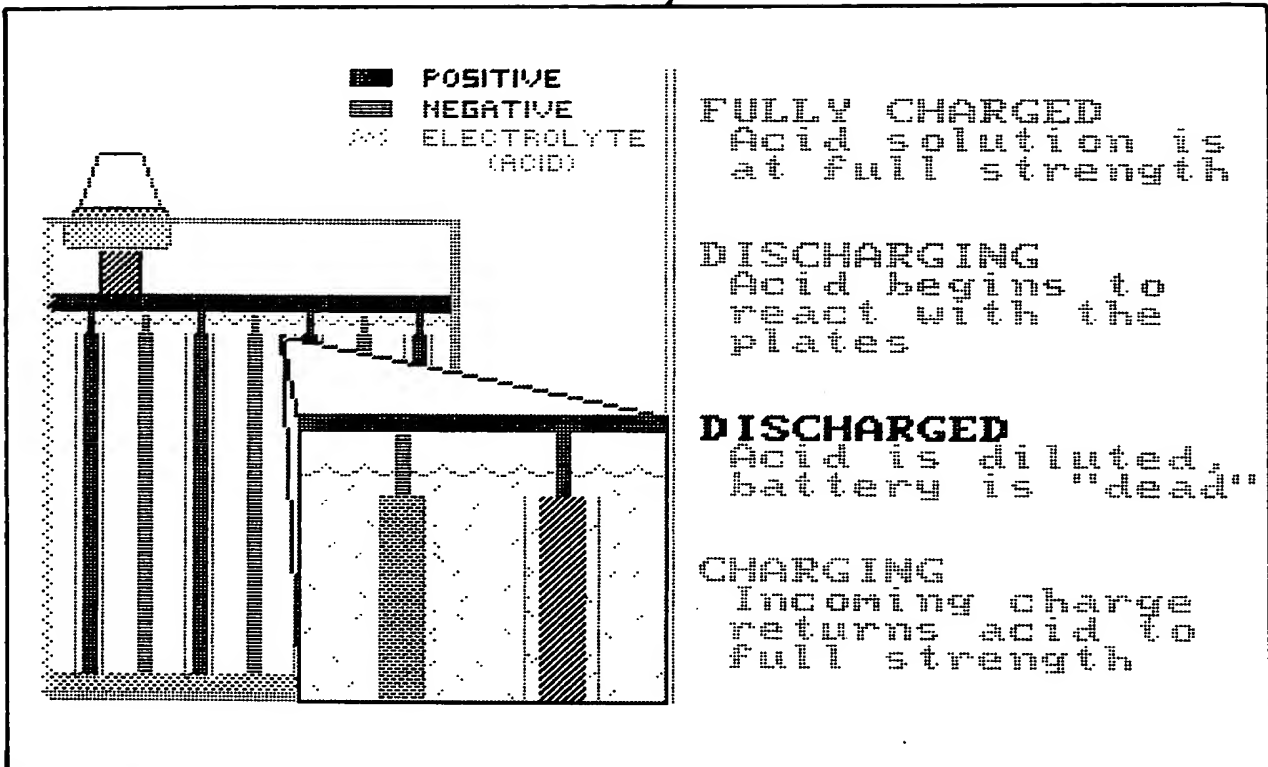 POSITIVE
NEGATIVE
ELECTROLYTE
(ACID)
FULLY CHARGED
Acid solution is
at full strength
DISCHARGING
Acid begins to
react with the
plates
DISCHARGED
Acid is diluted,
battery is "dead"
CHARGING
Incoming charge
returns acid to
full strength